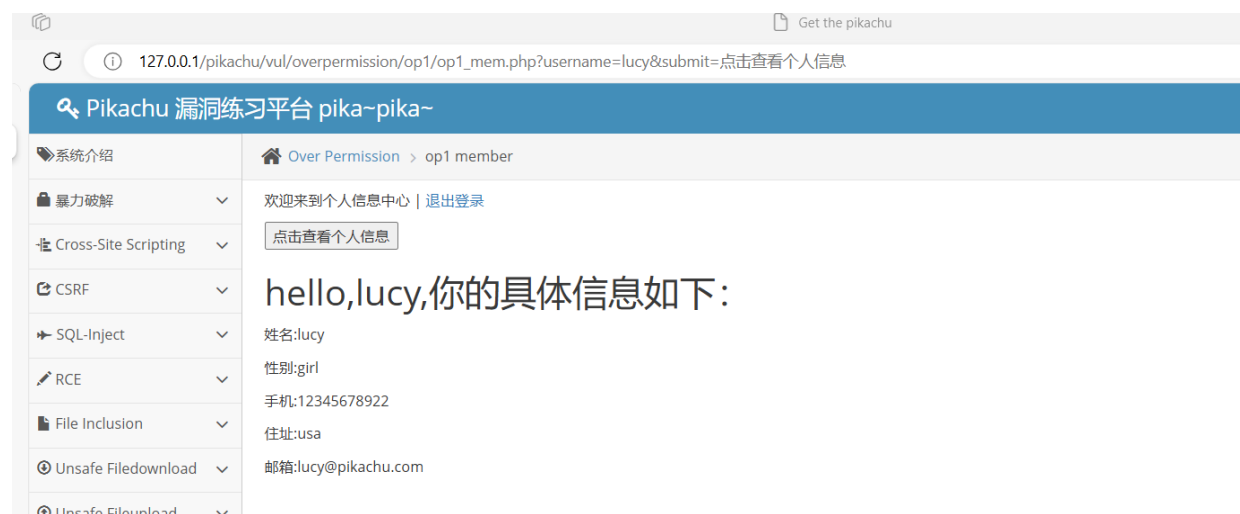 Get the pikachu
127.0.0.1/pikachu/vul/overpermission/op1/op1_mem.php?username=lucy&submit=点击查看个人信息
Pikachu 漏洞练习平台 pika~pika~
系统介绍
Over Permission > op1 member
暴力破解
欢迎来到个人信息中心 | 退出登录
点击查看个人信息
Cross-Site Scripting
CSRF
hello,lucy,你的具体信息如下：
SQL-Inject
姓名:lucy
性别:girl
RCE
手机:12345678922
File Inclusion
住址:usa
Unsafe Filedownload
邮箱:lucy@pikachu.com
Unsafe Fileupload